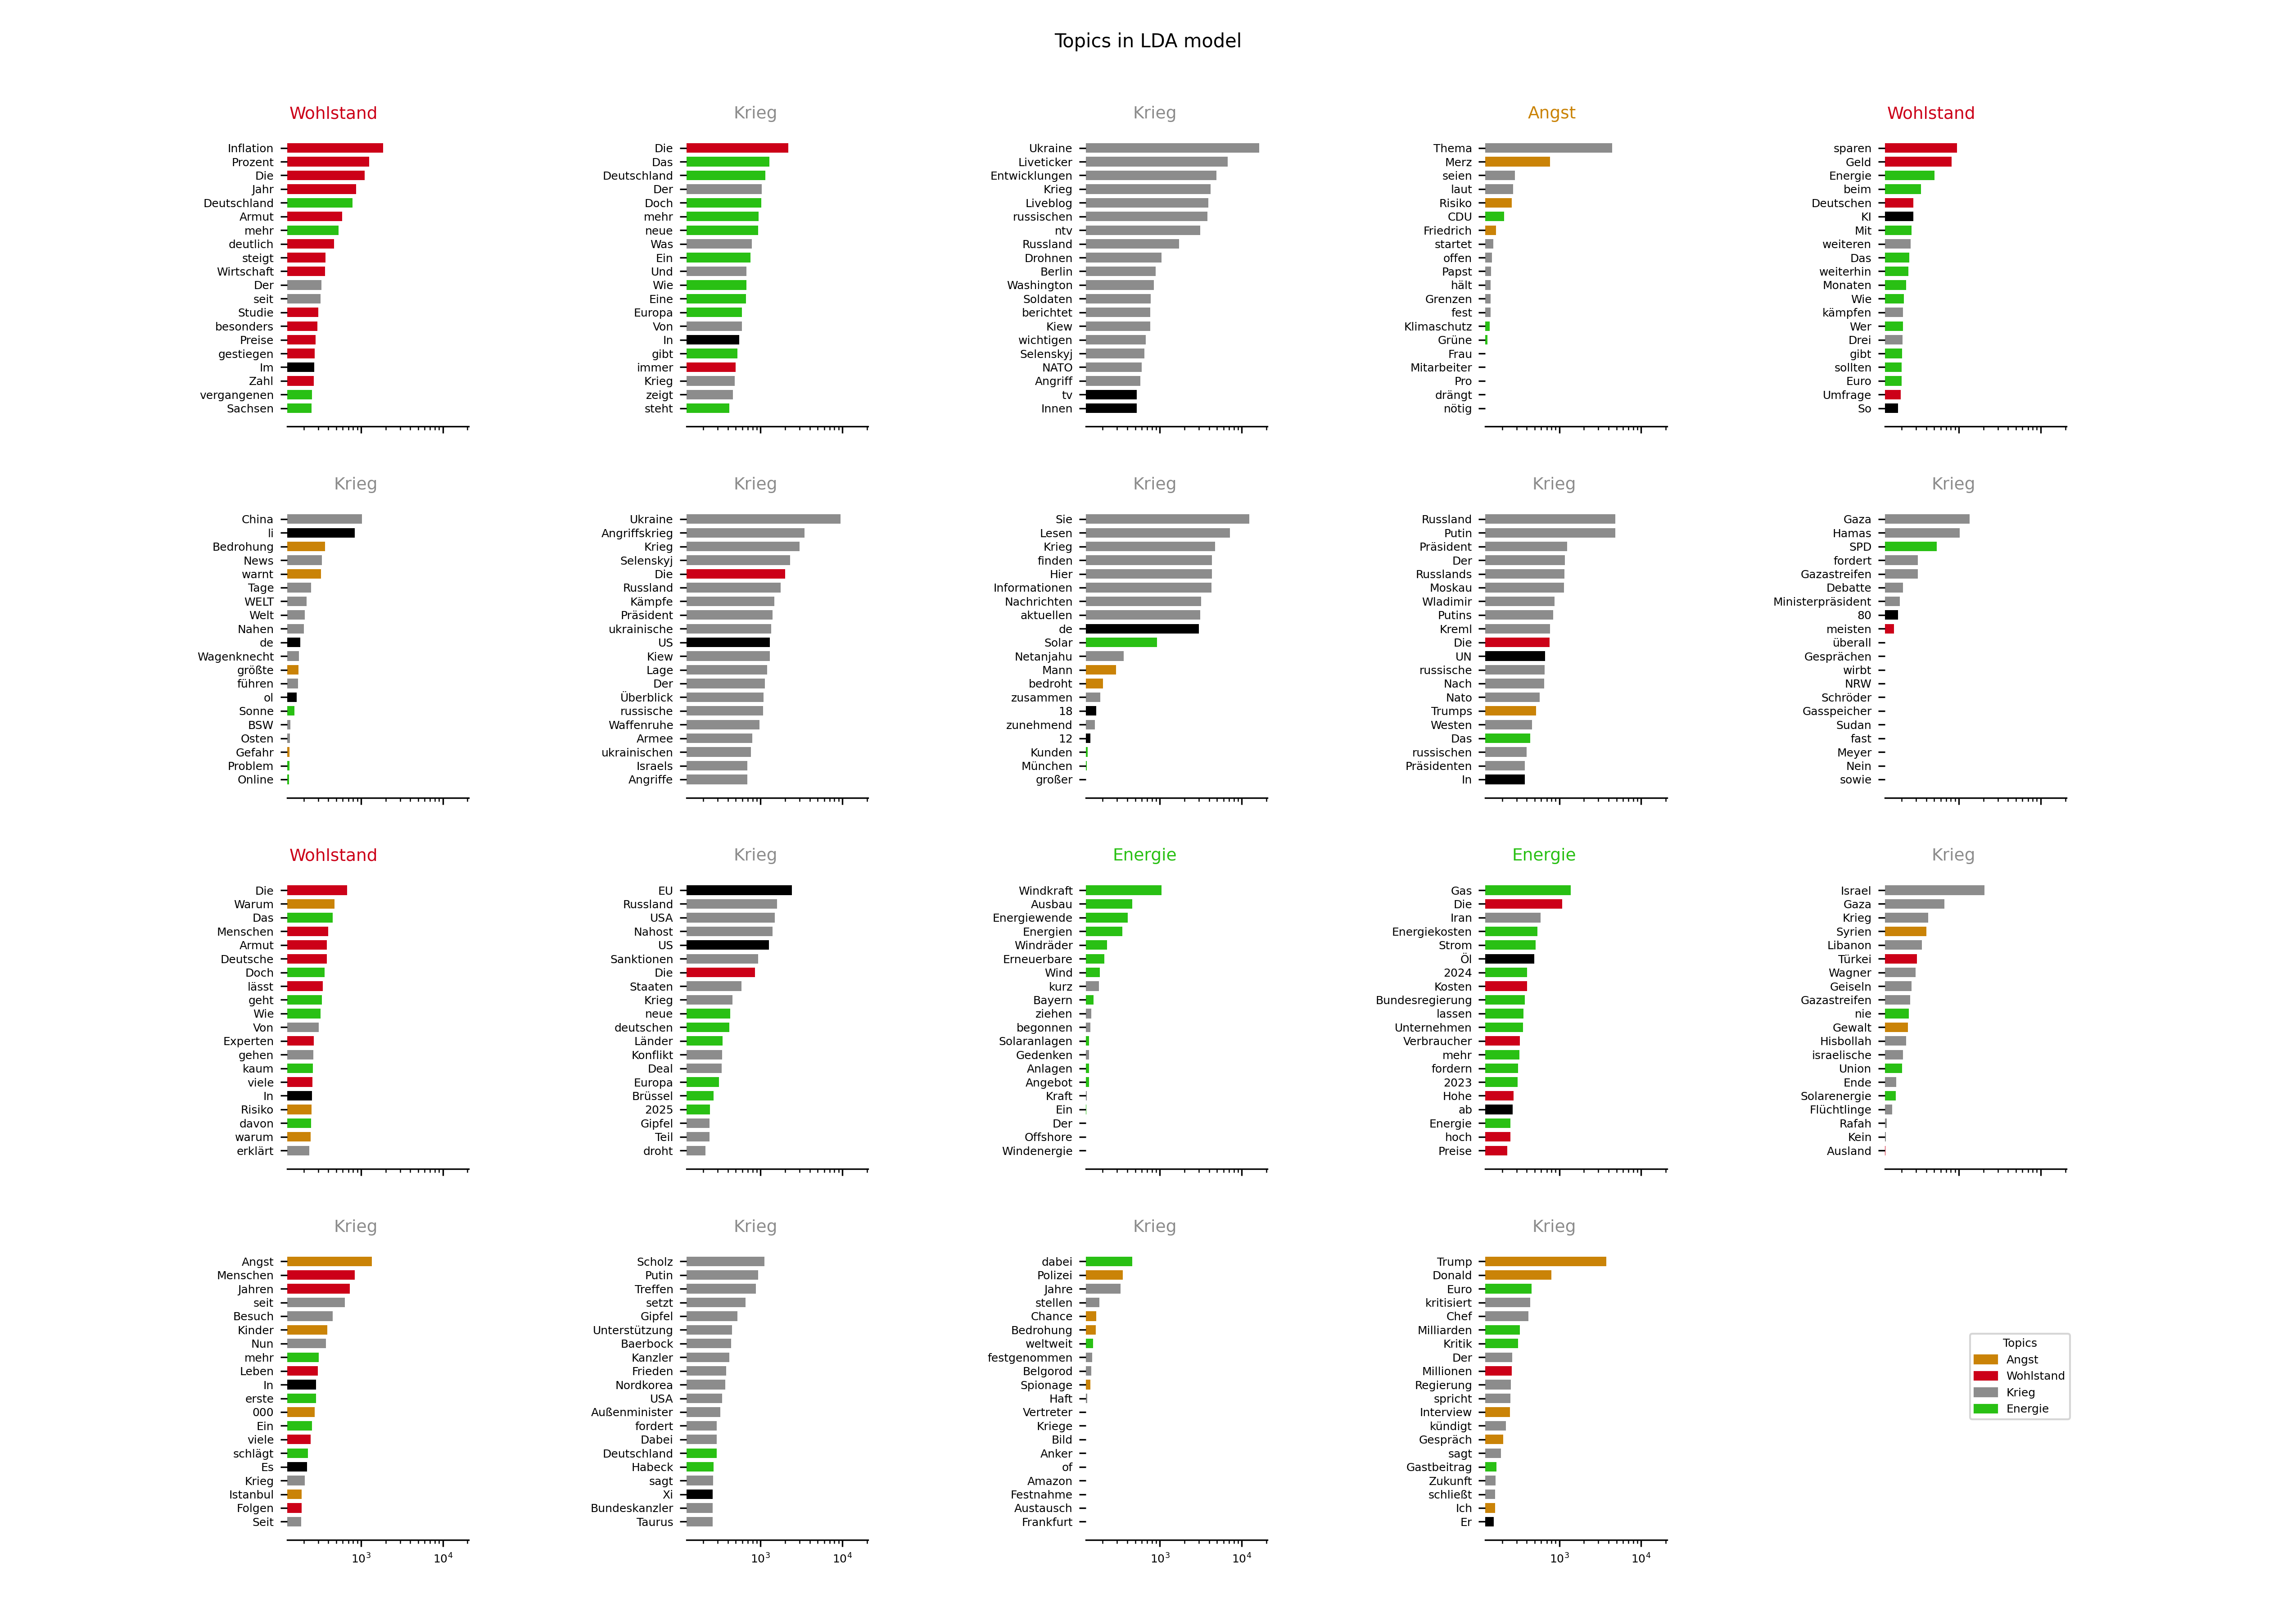 Topics in LDA model
Wohlstand
Inflation
Prozent
Die
Jahr
Deutschland
Armut
mehr
deutlich
steigt
Wirtschaft
Der
seit
Studie
besonders
Preise
gestiegen
Im
Zahl
vergangenen
Sachsen
Krieg
Die
Das
Deutschland
Der
Doch
mehr
neue
Was
Ein
Und
Wie
Eine
Europa
Von
In
gibt
immer
Krieg
zeigt
steht
Krieg
Ukraine
Liveticker
Entwicklungen
Krieg
Liveblog
russischen
ntv
Russland
Drohnen
Berlin
Washington
Soldaten
berichtet
Kiew
wichtigen
Selenskyj
NATO
Angriff
tv
Innen
Angst
Thema
Merz
seien
laut
Risiko
CDU
Friedrich
startet
offen
Papst
hält
Grenzen
fest
Klimaschutz
Grüne
Frau
Mitarbeiter
Pro
drängt
nötig
Wohlstand
sparen
Geld
Energie
beim
Deutschen
KI
Mit
weiteren
Das
weiterhin
Monaten
Wie
kämpfen
Wer
Drei
gibt
sollten
Euro
Umfrage
So
Krieg
China
li
Bedrohung
News
warnt
Tage
WELT
Welt
Nahen
de
Wagenknecht
größte
führen
ol
Sonne
BSW
Osten
Gefahr
Problem
Online
Krieg
Ukraine
Angriffskrieg
Krieg
Selenskyj
Die
Russland
Kämpfe
Präsident
ukrainische
US
Kiew
Lage
Der
Überblick
russische
Waffenruhe
Armee
ukrainischen
Israels
Angriffe
Krieg
Sie
Lesen
Krieg
finden
Hier
Informationen
Nachrichten
aktuellen
de
Solar
Netanjahu
Mann
bedroht
zusammen
18
zunehmend
12
Kunden
München
großer
Krieg
Russland
Putin
Präsident
Der
Russlands
Moskau
Wladimir
Putins
Kreml
Die
UN
russische
Nach
Nato
Trumps
Westen
Das
russischen
Präsidenten
In
Krieg
Gaza
Hamas
SPD
fordert
Gazastreifen
Debatte
Ministerpräsident
80
meisten
überall
Gesprächen
wirbt
NRW
Schröder
Gasspeicher
Sudan
fast
Meyer
Nein
sowie
Wohlstand
Die
Warum
Das
Menschen
Armut
Deutsche
Doch
lässt
geht
Wie
Von
Experten
gehen
kaum
viele
In
Risiko
davon
warum
erklärt
Krieg
EU
Russland
USA
Nahost
US
Sanktionen
Die
Staaten
Krieg
neue
deutschen
Länder
Konflikt
Deal
Europa
Brüssel
2025
Gipfel
Teil
droht
Energie
Windkraft
Ausbau
Energiewende
Energien
Windräder
Erneuerbare
Wind
kurz
Bayern
ziehen
begonnen
Solaranlagen
Gedenken
Anlagen
Angebot
Kraft
Ein
Der
Offshore
Windenergie
Energie
Gas
Die
Iran
Energiekosten
Strom
Öl
2024
Kosten
Bundesregierung
lassen
Unternehmen
Verbraucher
mehr
fordern
2023
Hohe
ab
Energie
hoch
Preise
Krieg
Israel
Gaza
Krieg
Syrien
Libanon
Türkei
Wagner
Geiseln
Gazastreifen
nie
Gewalt
Hisbollah
israelische
Union
Ende
Solarenergie
Flüchtlinge
Rafah
Kein
Ausland
Krieg
Angst
Menschen
Jahren
seit
Besuch
Kinder
Nun
mehr
Leben
In
erste
000
Ein
viele
schlägt
Es
Krieg
Istanbul
Folgen
Seit
10³
10⁴
Krieg
Scholz
Putin
Treffen
setzt
Gipfel
Unterstützung
Baerbock
Kanzler
Frieden
Nordkorea
USA
Außenminister
fordert
Dabei
Deutschland
Habeck
sagt
Xi
Bundeskanzler
Taurus
10³
10⁴
Krieg
dabei
Polizei
Jahre
stellen
Chance
Bedrohung
weltweit
festgenommen
Belgorod
Spionage
Haft
Vertreter
Kriege
Bild
Anker
of
Amazon
Festnahme
Austausch
Frankfurt
10³
10⁴
Krieg
Trump
Donald
Euro
kritisiert
Chef
Milliarden
Kritik
Der
Millionen
Regierung
spricht
Interview
kündigt
Gespräch
sagt
Gastbeitrag
Zukunft
schließt
Ich
Er
10³
10⁴
Topics
Angst
Wohlstand
Krieg
Energie